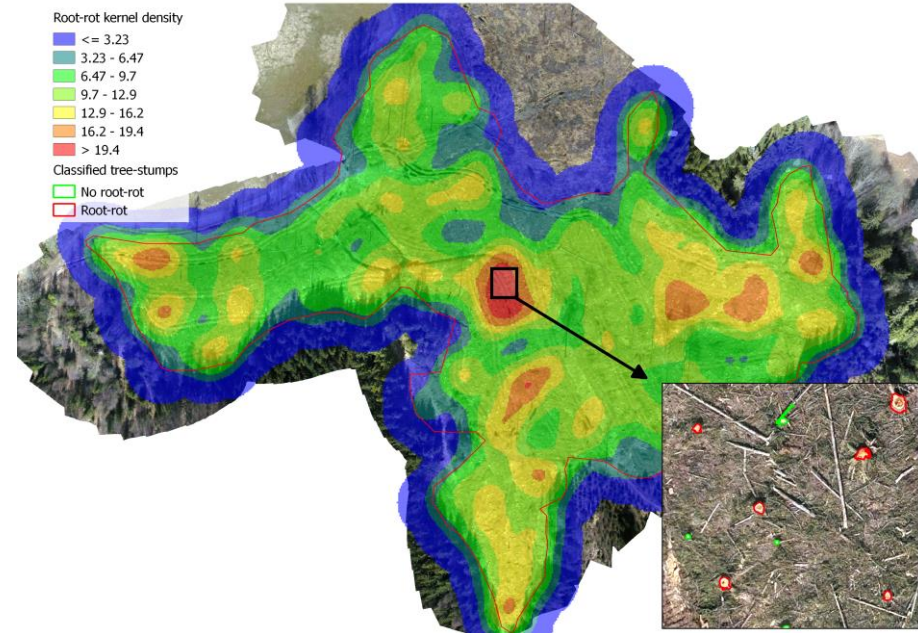 Root-rot kernel density
<= 3.23
3.23 - 6.47
6.47 - 9.7
9.7 - 12.9
12.9 - 16.2
16.2 - 19.4
> 19.4
Classified tree-stumps
No root-rot
Root-rot